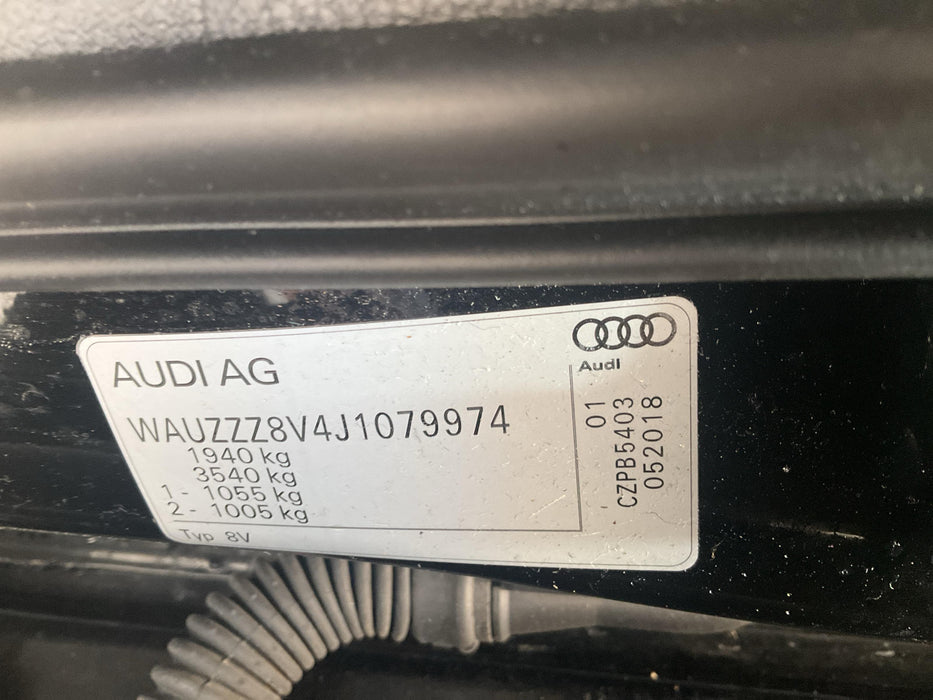 AUDI AG
WAUZZZ8V4J1079974
1940 kg
3540 kg
1 - 1055 kg
2 - 1005 kg
Typ 8V
Audi
01
CZPB5403
052018